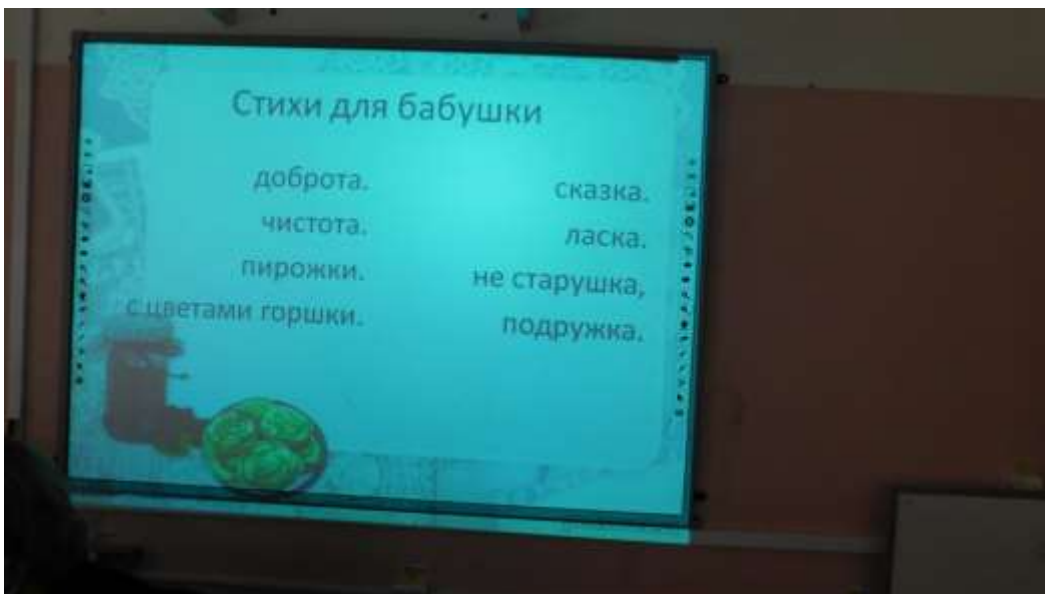 Стихи для бабушки
доброта.
чистота.
пирожки.
с цветами горшки.
сказка.
ласка.
не старушка,
подружка.